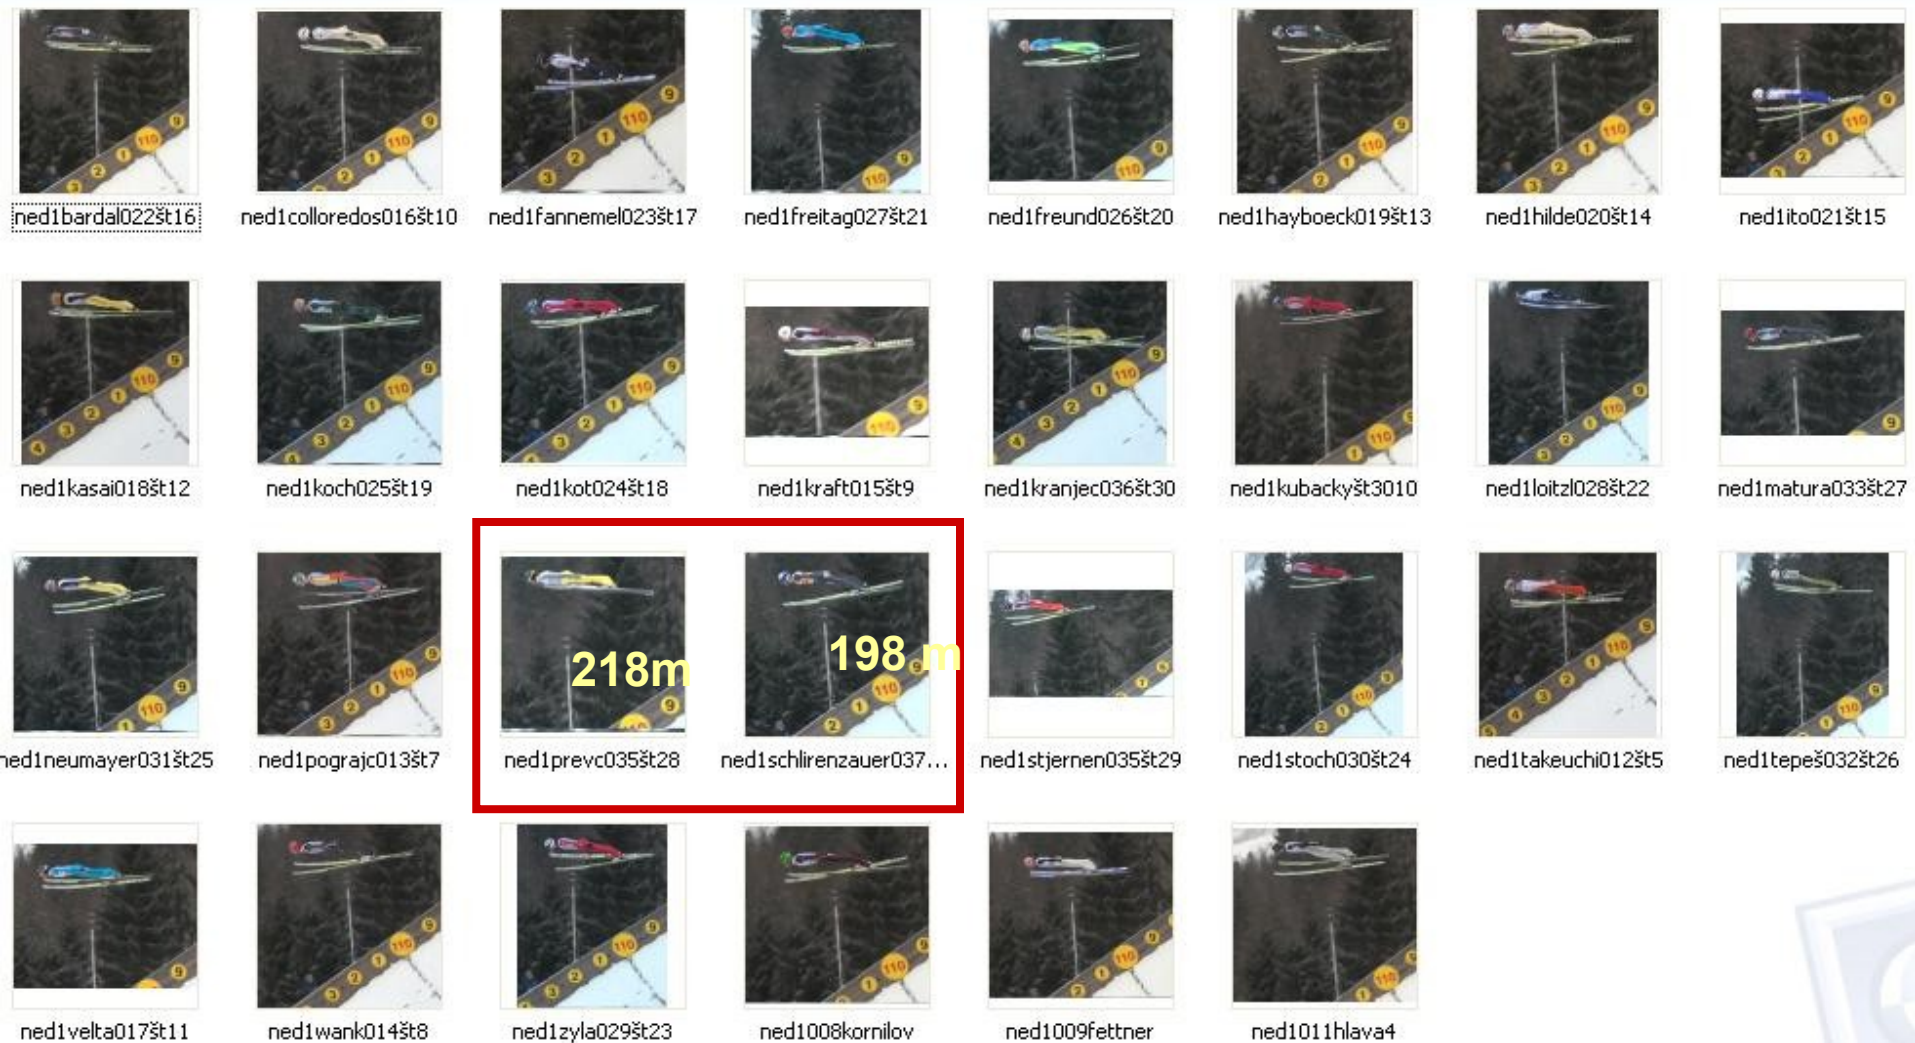 ned1bardal022št16
ned1colloredos016št10
ned1fannemel023št17
ned1freitag027št21
ned1freund026št20
ned1hayboeck019št13
ned1hilde020št14
ned1ito021št15
ned1kasai018št12
ned1koch025št19
ned1kot024št18
ned1kraft015št9
ned1kranjec036št30
ned1kubackyšt3010
ned1loitzl028št22
ned1matura033št27
218m
198 m
ned1neumayer031št25
ned1pograjc013št7
ned1prevc035št28
ned1schlirenzauer037...
ned1stjernen035št29
ned1stoch030št24
ned1takeuchi012št5
ned1tepeš032št26
ned1velta017št11
ned1wank014št8
ned1zyla029št23
ned1008kornilov
ned1009fettner
ned1011hlava4